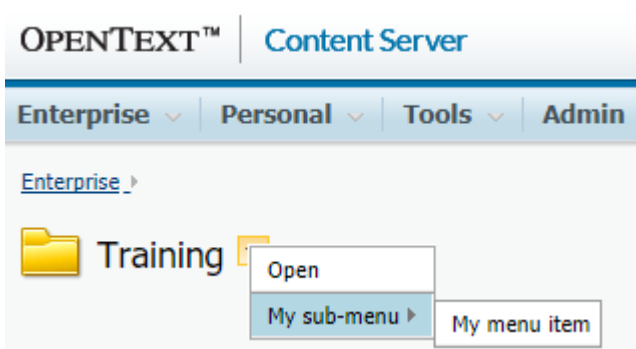 OPENTEXT™ Content Server
Enterprise Personal Tools Admin
Enterprise
Training
Open
My sub-menu My menu item